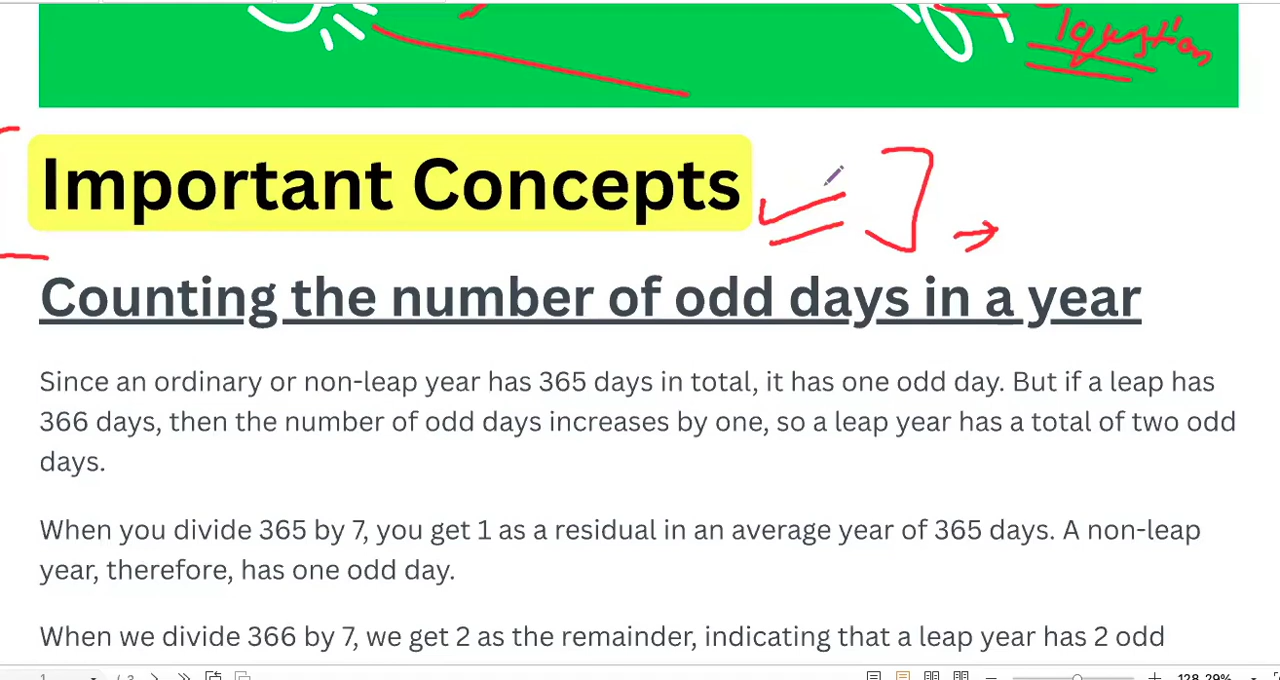 1question
Important Concepts
Counting the number of odd days in a year
Since an ordinary or non-leap year has 365 days in total, it has one odd day. But if a leap has
366 days, then the number of odd days increases by one, so a leap year has a total of two odd
days.
When you divide 365 by 7, you get 1 as a residual in an average year of 365 days. A non-leap
year, therefore, has one odd day.
When we divide 366 by 7, we get 2 as the remainder, indicating that a leap year has 2 odd
128.29%